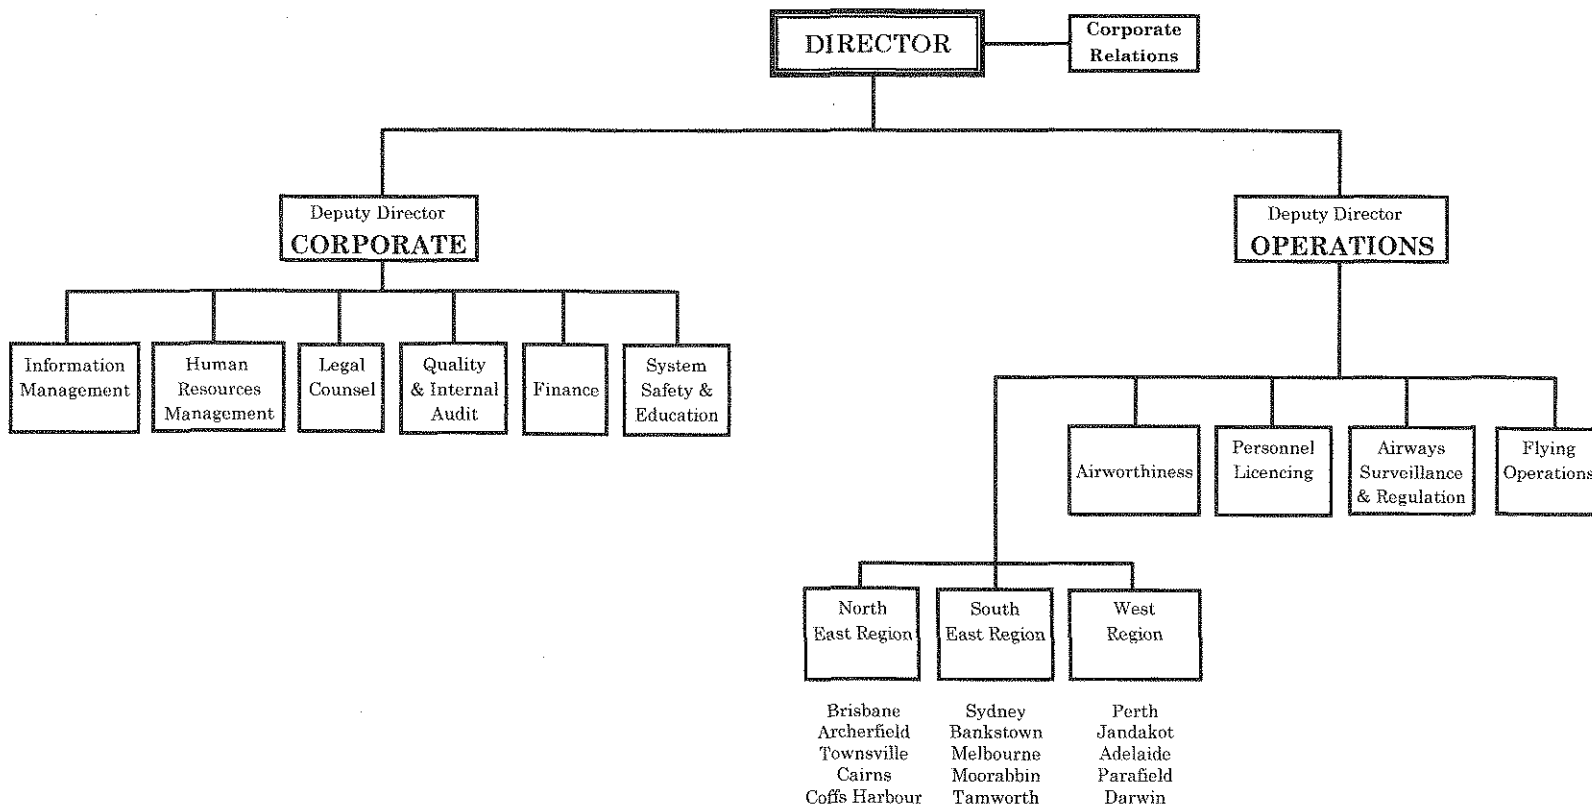 DIRECTOR
Corporate
Relations
Deputy Director
CORPORATE
Deputy Director
OPERATIONS
Information
Management
Human
Resources
Management
Legal
Counsel
Quality
& Internal
Audit
Finance
System
Safety &
Education
Airworthiness
Personnel
Licencing
Airways
Surveillance
& Regulation
Flying
Operations
North
East Region
South
East Region
West
Region
Brisbane
Archerfield
Townsville
Cairns
Coffs Harbour
Sydney
Bankstown
Melbourne
Moorabbin
Tamworth
Perth
Jandakot
Adelaide
Parafield
Darwin